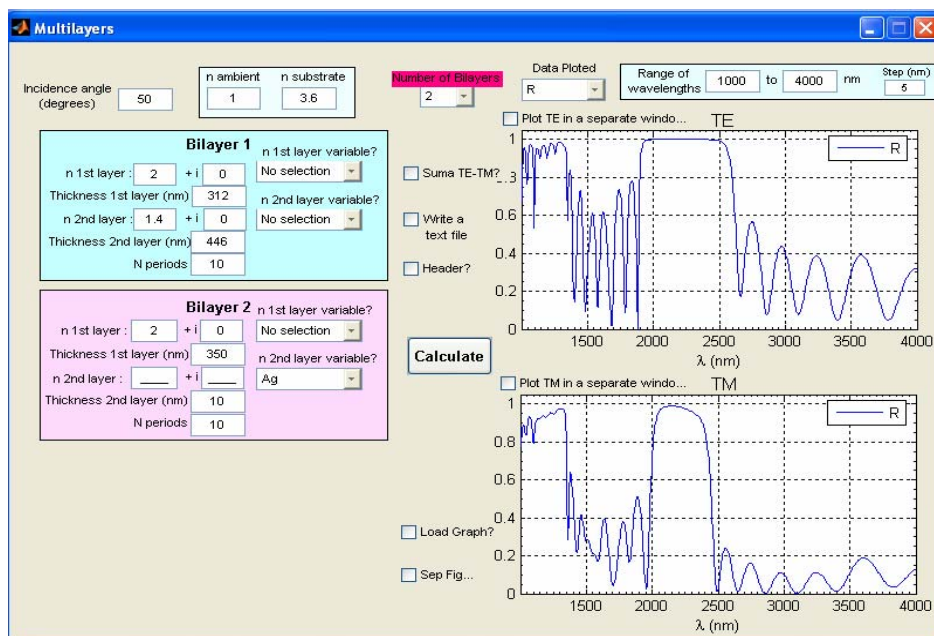 Multilayers
Incidence angle
(degrees)
50
n ambient
n substrate
1
3.6
Number of Bilayers
2
Data Ploted
R
Range of
wavelengths
1000
to
4000
nm
Step (nm)
5
Bilayer 1
n 1st layer variable?
n 1st layer :
2
+ i
0
No selection
Thickness 1st layer (nm)
312
n 2nd layer variable?
n 2nd layer :
1.4
+ i
0
No selection
Thickness 2nd layer (nm)
446
N periods
10
Bilayer 2
n 1st layer variable?
n 1st layer :
2
+ i
0
No selection
Thickness 1st layer (nm)
350
n 2nd layer variable?
n 2nd layer :
____
+ i
____
Ag
Thickness 2nd layer (nm)
10
N periods
10
Suma TE-TM?
Write a
text file
Header?
Calculate
Load Graph?
Sep Fig...
Plot TE in a separate windo...
TE
R
1
.3
0.6
0.4
0.2
0
1500
2000
2500
3000
3500
4000
λ (nm)
Plot TM in a separate windo...
TM
R
1
0.8
0.6
0.4
0.2
0
1500
2000
2500
3000
3500
4000
λ (nm)